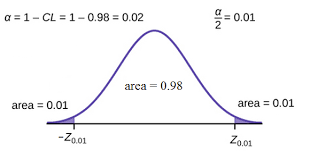 α = 1 – CL = 1 – 0.98 = 0.02
α/2 = 0.01
area = 0.98
area = 0.01
area = 0.01
–Z0.01
Z0.01